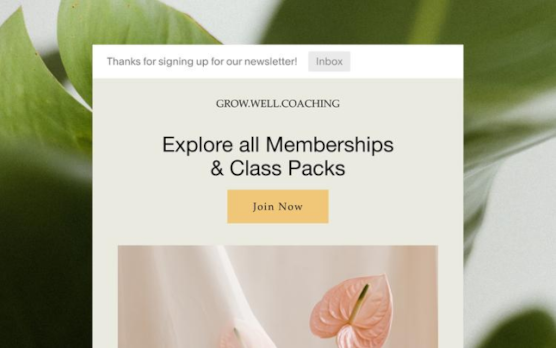 Thanks for signing up for our newsletter! Inbox
GROW.WELL.COACHING
Explore all Memberships
& Class Packs
Join Now